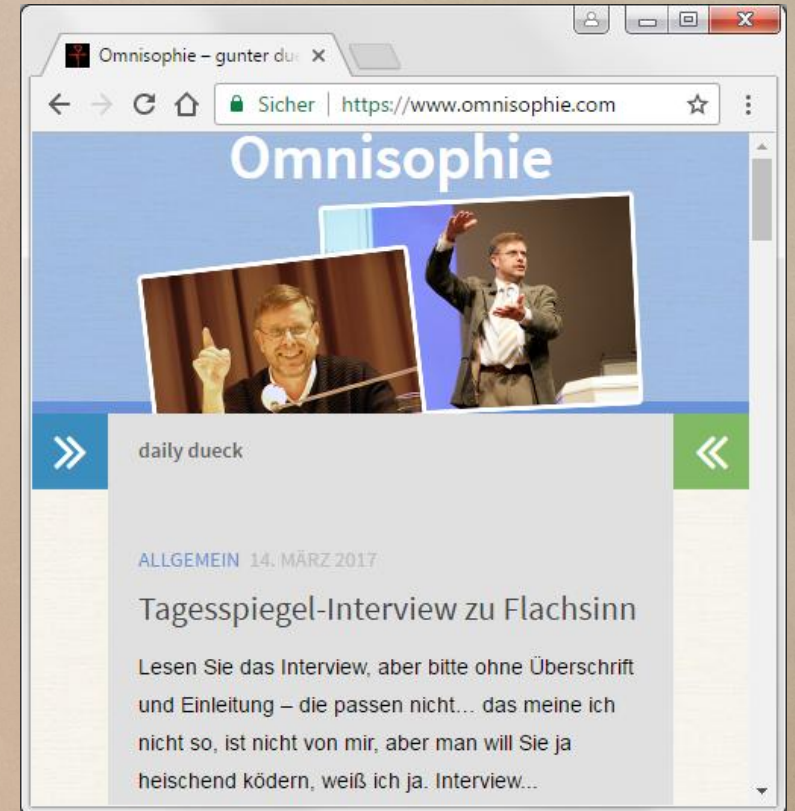 Omnisophie – gunter du
Sicher | https://www.omnisophie.com
Omnisophie
daily dueck
ALLGEMEIN 14. MÄRZ 2017
Tagesspiegel-Interview zu Flachsinn
Lesen Sie das Interview, aber bitte ohne Überschrift
und Einleitung – die passen nicht… das meine ich
nicht so, ist nicht von mir, aber man will Sie ja
heischend ködern, weiß ich ja. Interview...